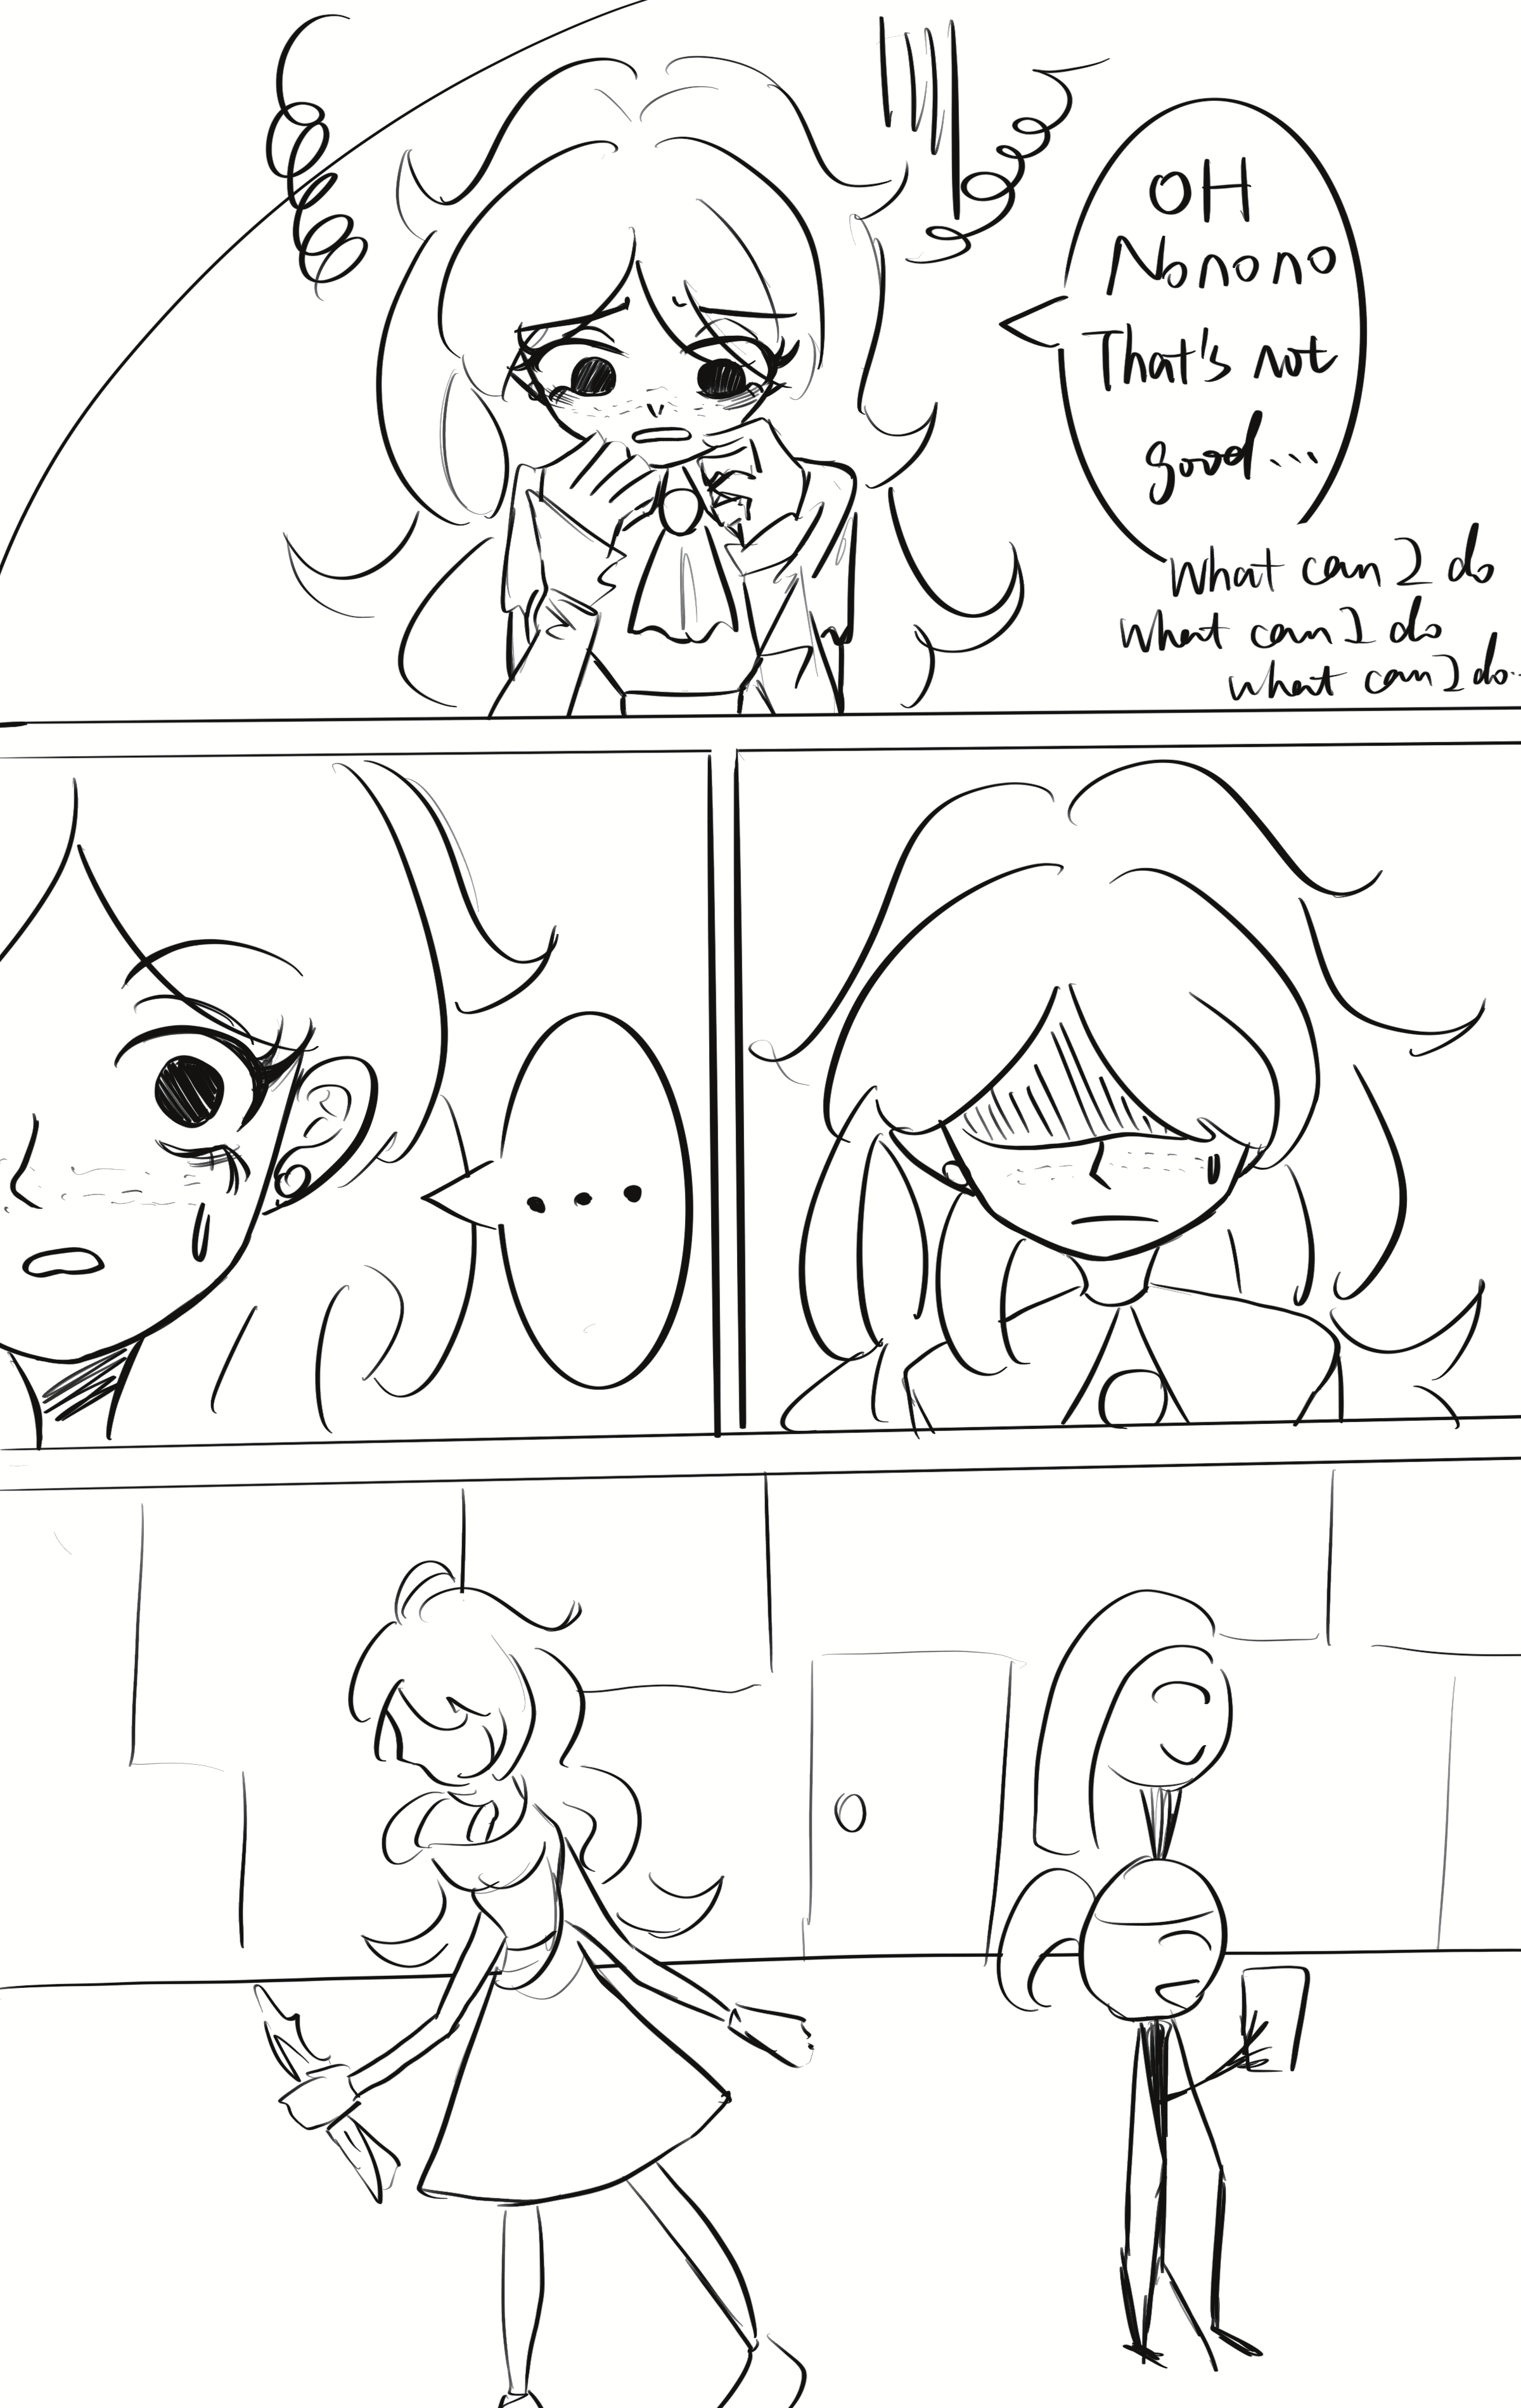 OH
Nonono
That's not
good...
What can I do
What can I do
what can I do..
...